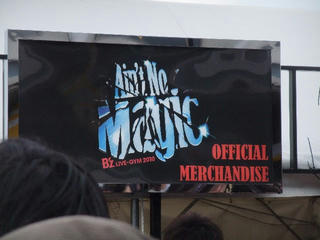 Ain't No
Magic
B'z LIVE-GYM 2010
OFFICIAL
MERCHANDISE